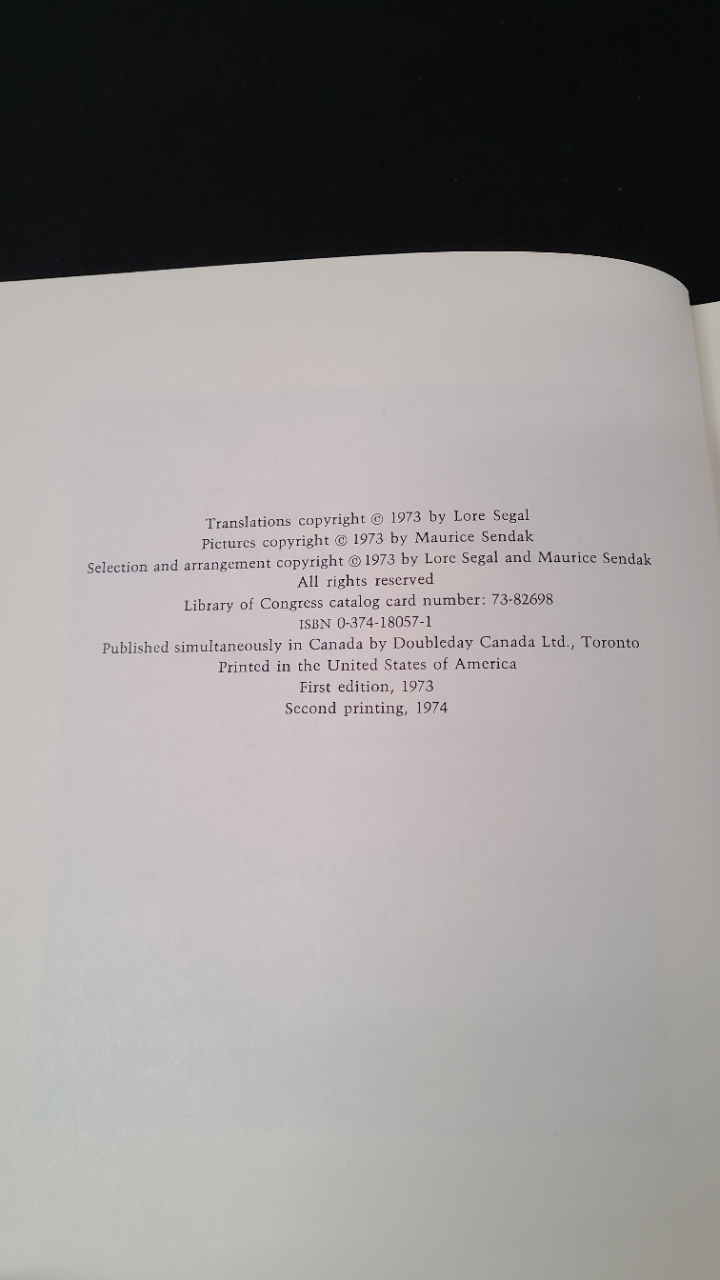 Translations copyright © 1973 by Lore Segal
Pictures copyright © 1973 by Maurice Sendak
Selection and arrangement copyright © 1973 by Lore Segal and Maurice Sendak
All rights reserved
Library of Congress catalog card number: 73-82698
ISBN 0-374-18057-1
Published simultaneously in Canada by Doubleday Canada Ltd., Toronto
Printed in the United States of America
First edition, 1973
Second printing, 1974